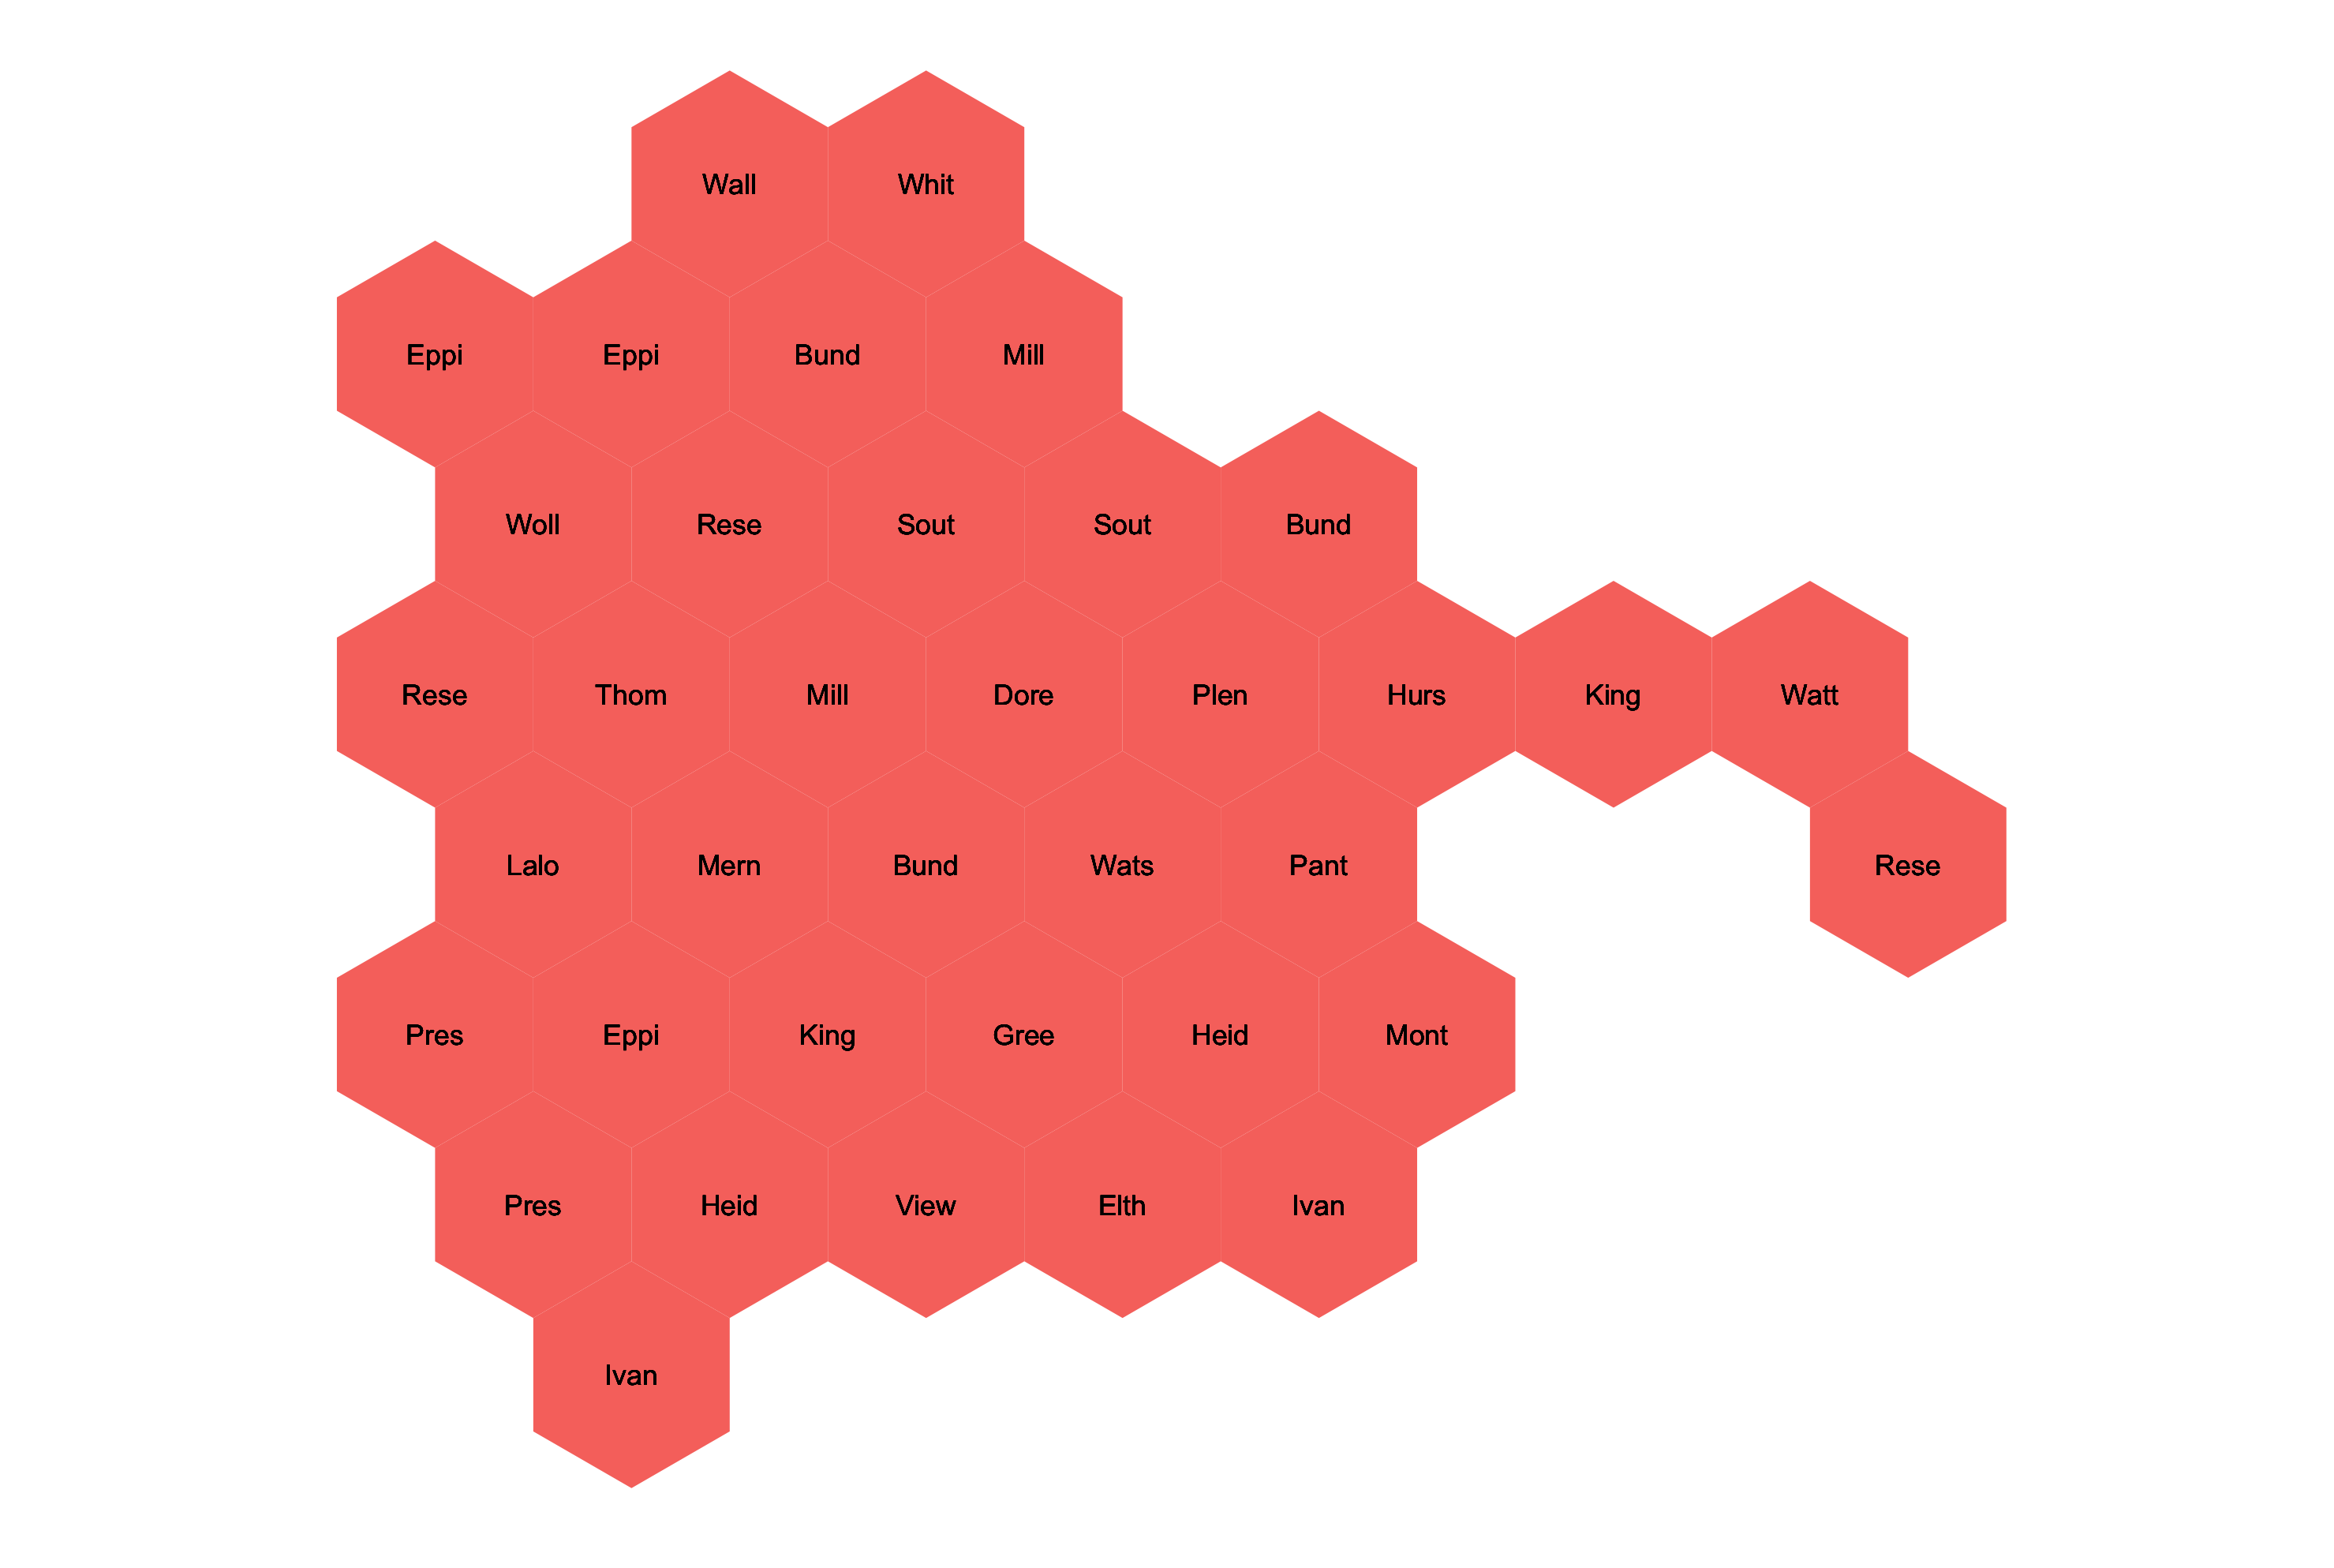 Wall Whit
Eppi Eppi Bund Mill
Woll Rese Sout Sout Bund
Rese Thom Mill Dore Plen Hurs King Watt
Lalo Mern Bund Wats Pant Rese
Pres Eppi King Gree Heid Mont
Pres Heid View Elth Ivan
Ivan